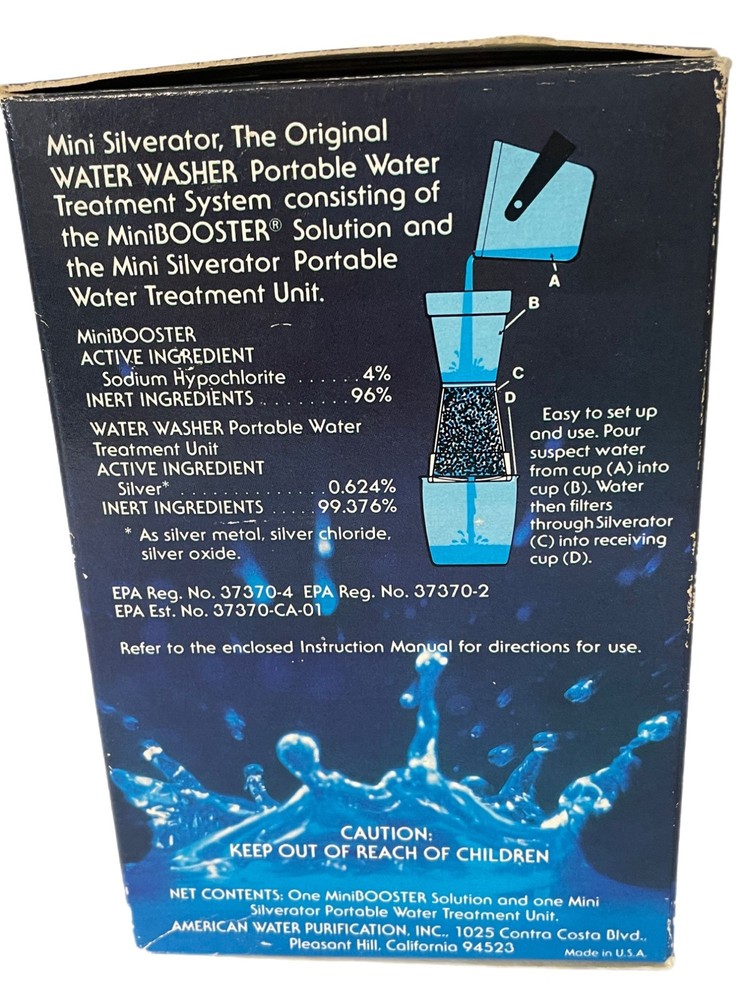 Mini Silverator, The Original
WATER WASHER Portable Water
Treatment System consisting of
the MiniBOOSTER® Solution and
the Mini Silverator Portable
Water Treatment Unit.
MiniBOOSTER
ACTIVE INGREDIENT
Sodium Hypochlorite . . . . . . 4%
INERT INGREDIENTS . . . . . . . . 96%
WATER WASHER Portable Water
Treatment Unit
ACTIVE INGREDIENT
Silver* . . . . . . . . . . . . 0.624%
INERT INGREDIENTS . . . . 99.376%
* As silver metal, silver chloride,
silver oxide.
A
B
C
D
Easy to set up
and use. Pour
suspect water
from cup (A) into
cup (B). Water
then filters
through Silverator
(C) into receiving
cup (D).
EPA Reg. No. 37370-4 EPA Reg. No. 37370-2
EPA Est. No. 37370-CA-01
Refer to the enclosed Instruction Manual for directions for use.
CAUTION:
KEEP OUT OF REACH OF CHILDREN
NET CONTENTS: One MiniBOOSTER Solution and one Mini
Silverator Portable Water Treatment Unit.
AMERICAN WATER PURIFICATION, INC., 1025 Contra Costa Blvd.,
Pleasant Hill, California 94523
Made in U.S.A.